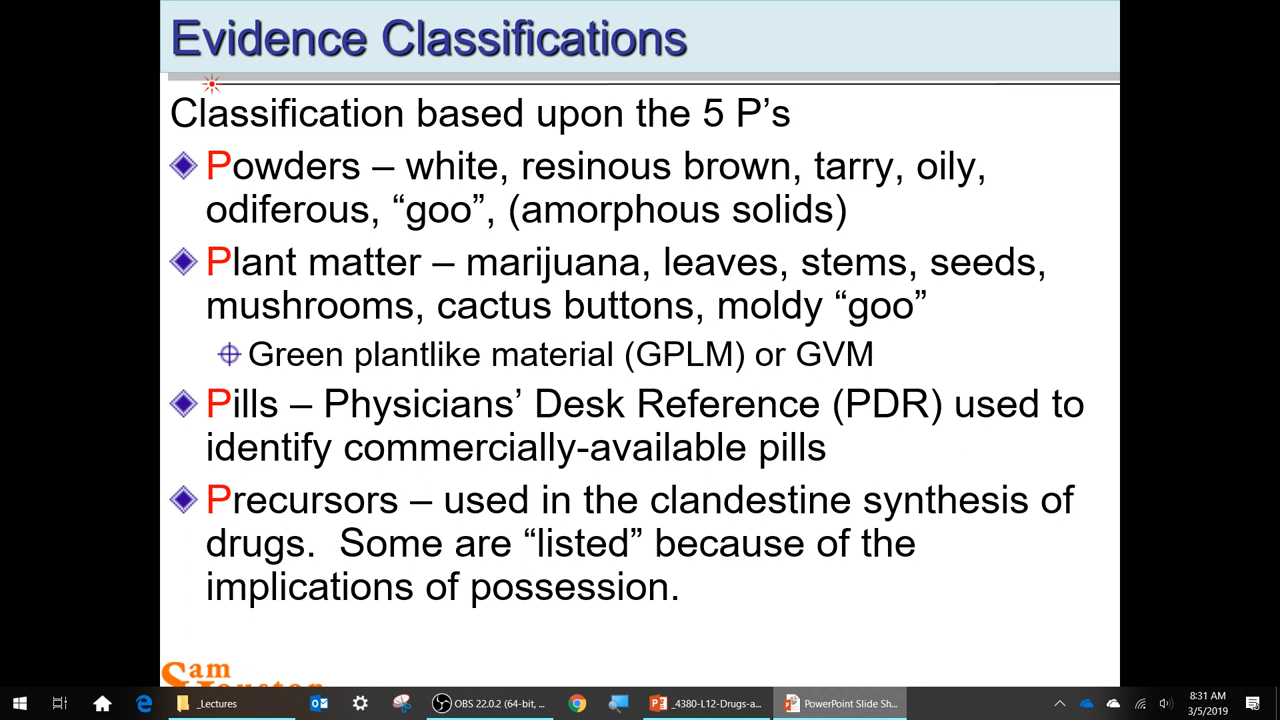 Evidence Classifications
Classification based upon the 5 P's
Powders – white, resinous brown, tarry, oily,
odiferous, “goo”, (amorphous solids)
Plant matter – marijuana, leaves, stems, seeds,
mushrooms, cactus buttons, moldy “goo”
Green plantlike material (GPLM) or GVM
Pills – Physicians’ Desk Reference (PDR) used to
identify commercially-available pills
Precursors – used in the clandestine synthesis of
drugs.  Some are “listed” because of the
implications of possession.
Sam
_Lectures
OBS 22.0.2 (64-bit, ...
_4380-L12-Drugs-a...
PowerPoint Slide Sh...
8:31 AM
3/5/2019